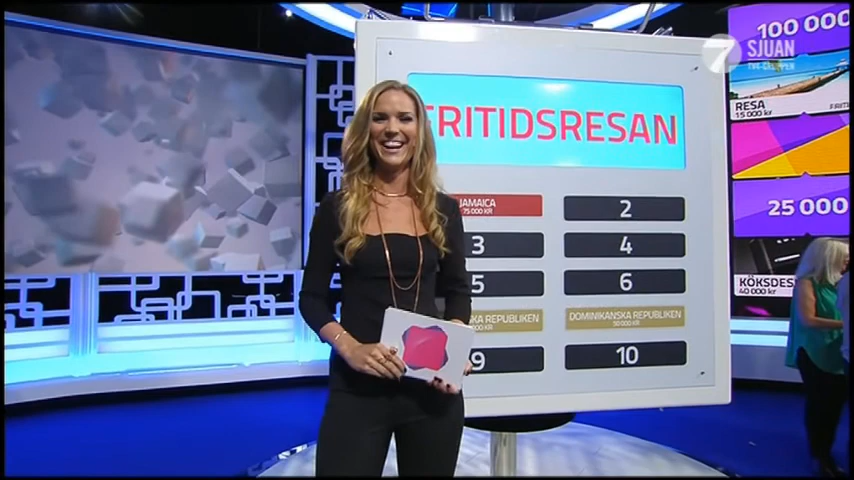 100 000
7 SJUAN
RESA
15 000 kr
FRITIDSRESAN
JAMAICA
75 000 KR
2
3
4
5
6
REPUBLIKEN
DOMINIKANSKA REPUBLIKEN
50 000 KR
9
10
25 000
KÖKSDES
40 000 kr